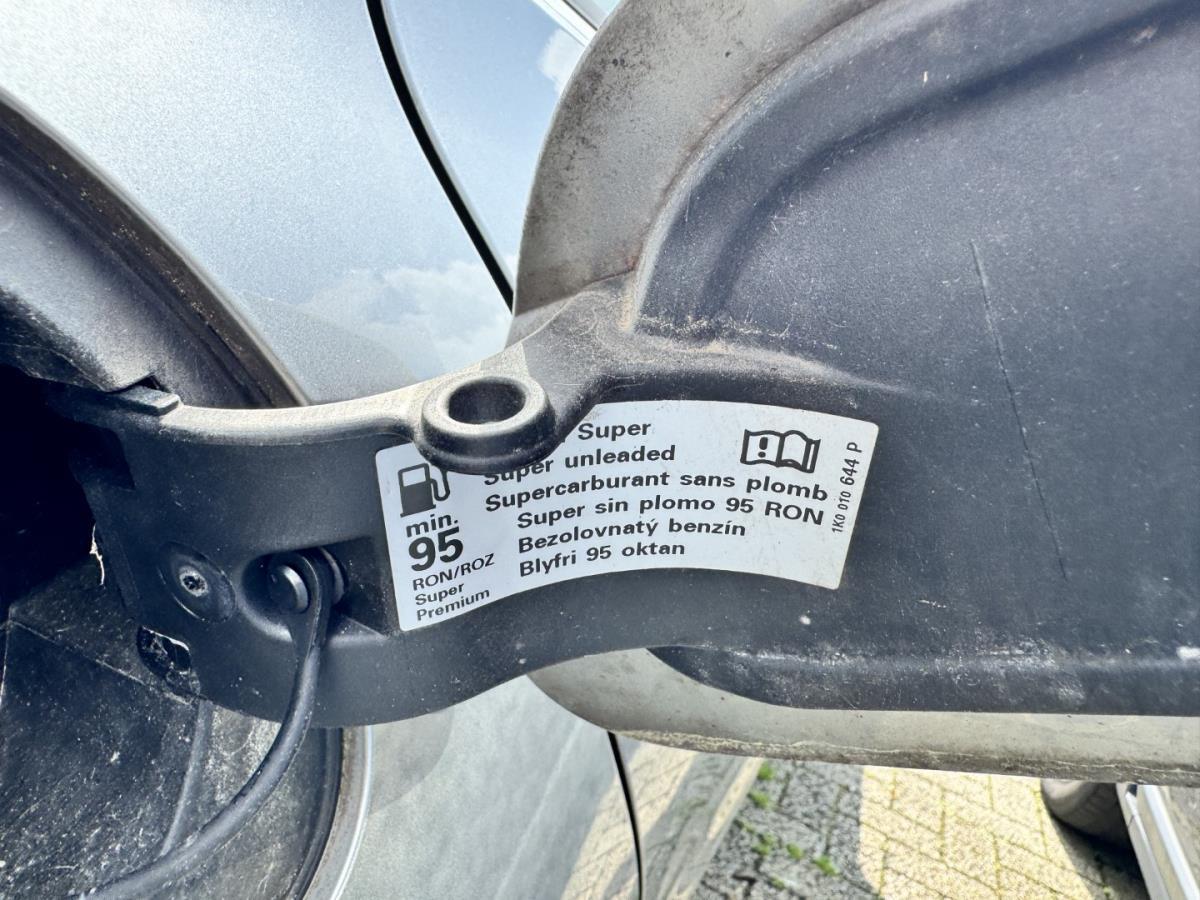 Super
Super unleaded
Supercarburant sans plomb
Super sin plomo 95 RON
Bezolovnatý benzín
Blyfri 95 oktan
min.
95
RON/ROZ
Super
Premium
1K0 010 644 P